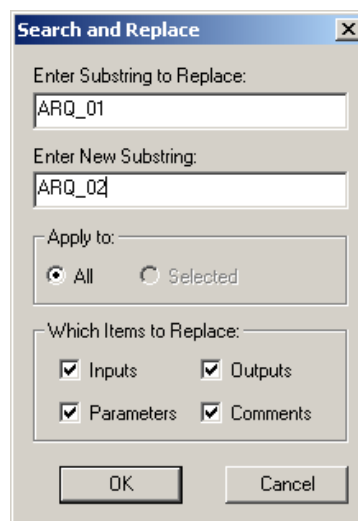 Search and Replace
Enter Substring to Replace:
ARQ_01
Enter New Substring:
ARQ_02
Apply to:
All Selected
Which Items to Replace:
Inputs Outputs
Parameters Comments
OK Cancel